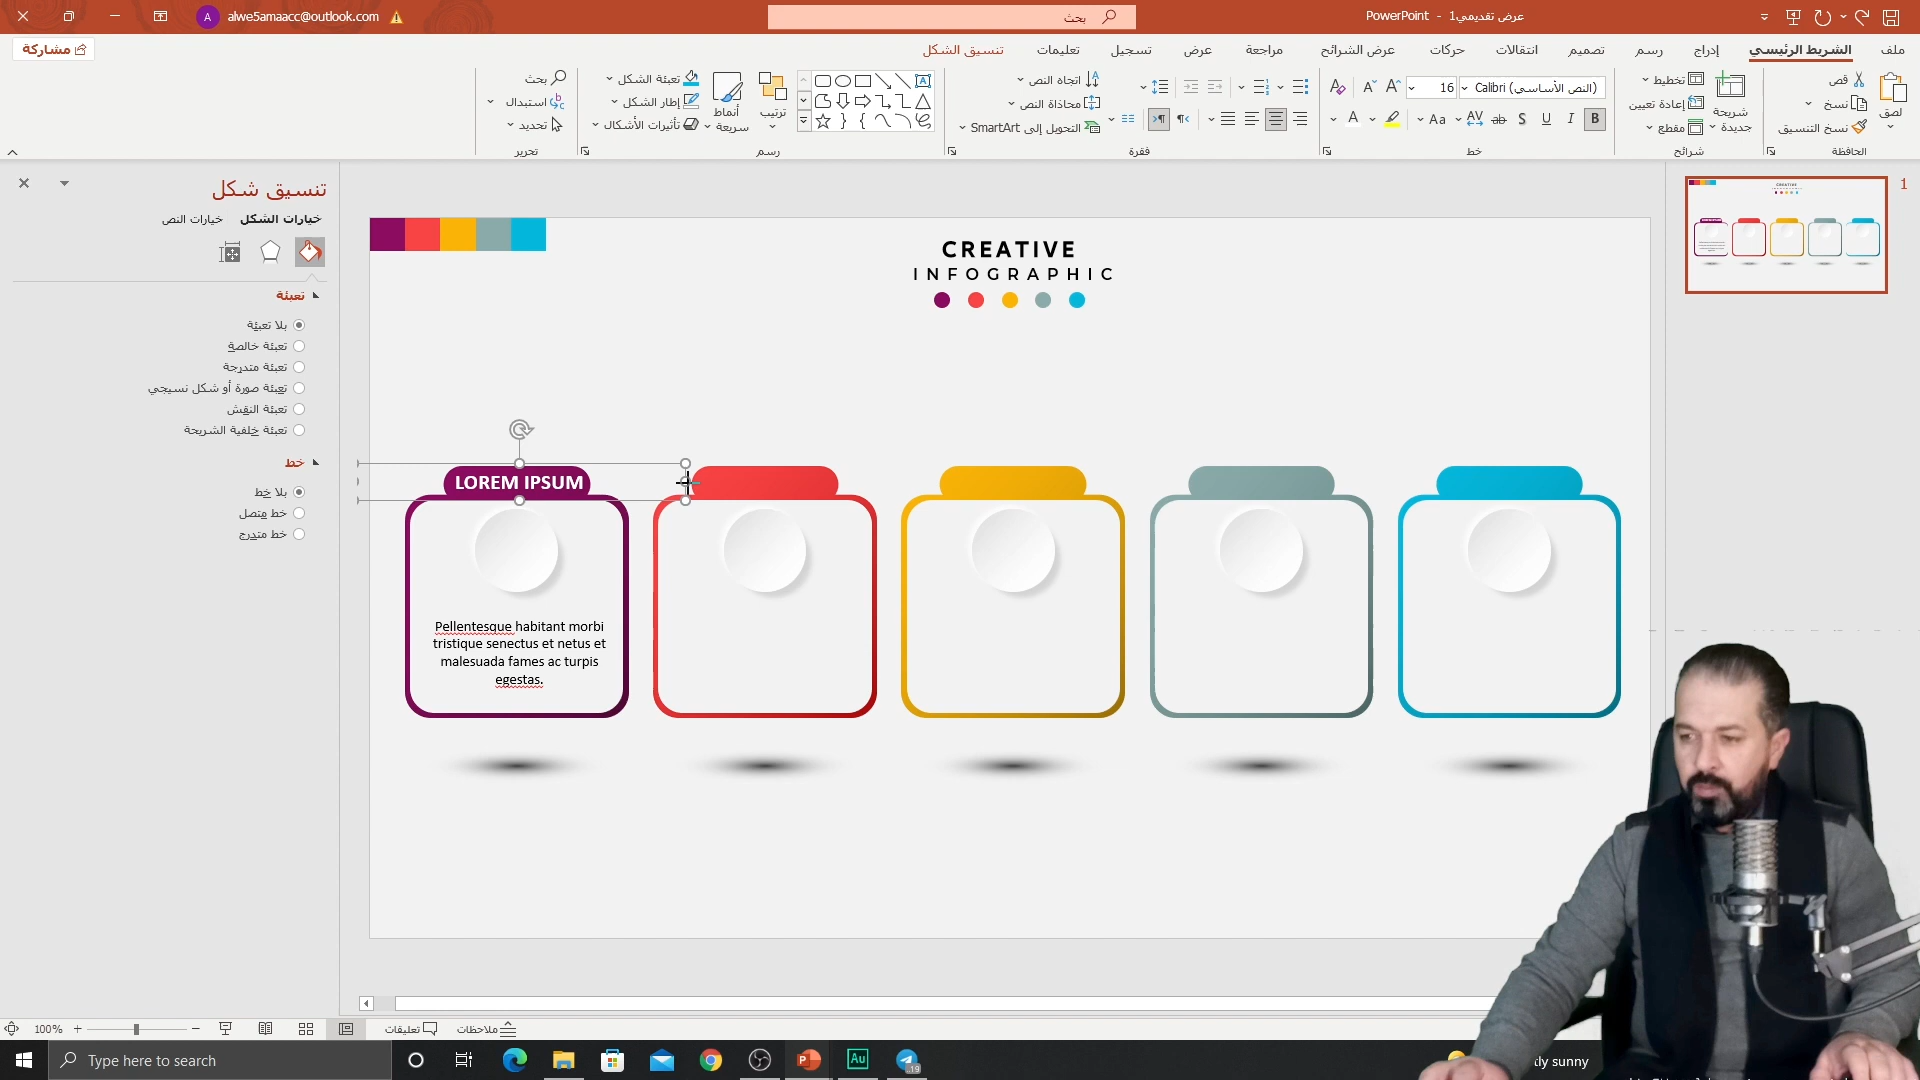 alwe5amaacc@outlook.com
بحث
عرض تقديمي1 - PowerPoint
مشاركة
ملف
الشريط الرئيسي
إدراج
رسم
تصميم
انتقالات
حركات
عرض الشرائح
مراجعة
عرض
تسجيل
تعليمات
تنسيق الشكل
لصق
قص
نسخ
نسخ التنسيق
الحافظة
شريحة جديدة
تخطيط
إعادة تعيين
مقطع
شرائح
Calibri (النص الأساسي)
16
خط
اتجاه النص
محاذاة النص
التحويل إلى SmartArt
فقرة
ترتيب
أنماط سريعة
تعبئة الشكل
إطار الشكل
تأثيرات الأشكال
رسم
بحث
استبدال
تحديد
تحرير
تنسيق شكل
خيارات الشكل
خيارات النص
تعبئة
بلا تعبئة
تعبئة خالصة
تعبئة متدرجة
تعبئة صورة أو شكل نسيجي
تعبئة النقش
تعبئة خلفية الشريحة
خط
بلا خط
خط متصل
خط متدرج
CREATIVE
INFOGRAPHIC
LOREM IPSUM
Pellentesque habitant morbi
tristique senectus et netus et
malesuada fames ac turpis
egestas.
1
100%
تعليقات
ملاحظات
Type here to search
Au
19
tly sunny